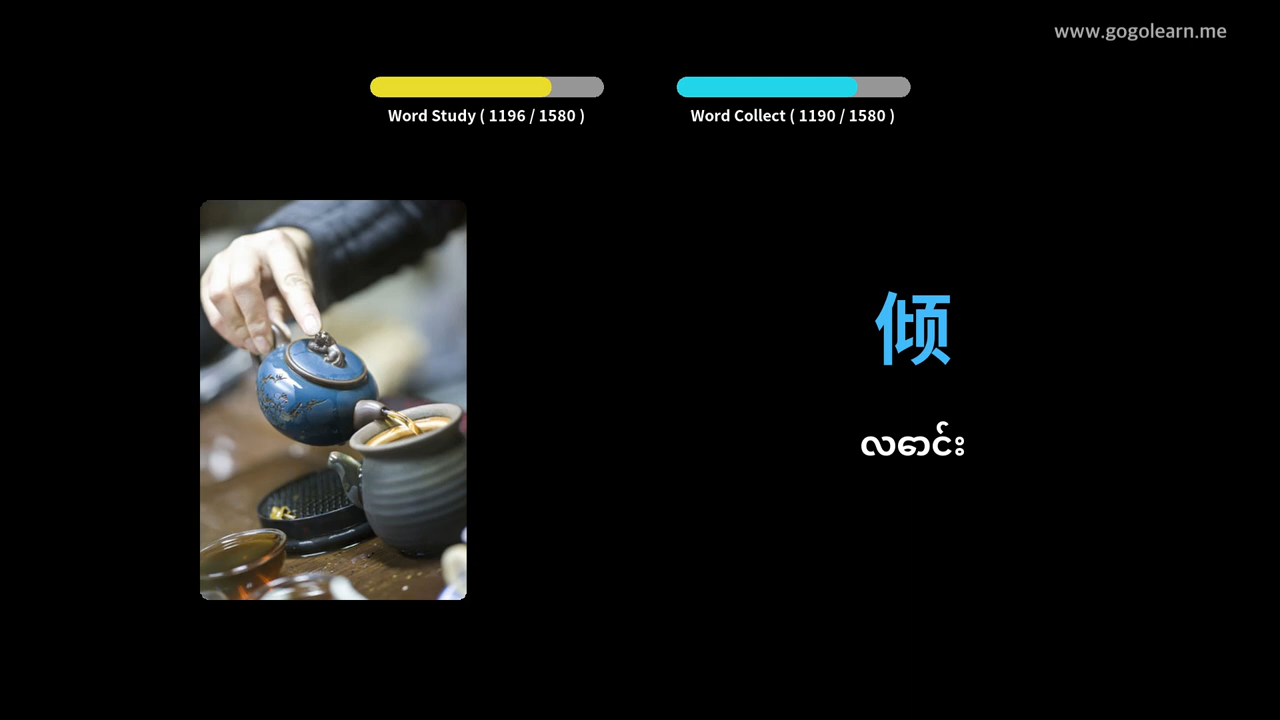 www.gogolearn.me
Word Study ( 1196 / 1580 )
Word Collect ( 1190 / 1580 )
倾
လောင်း